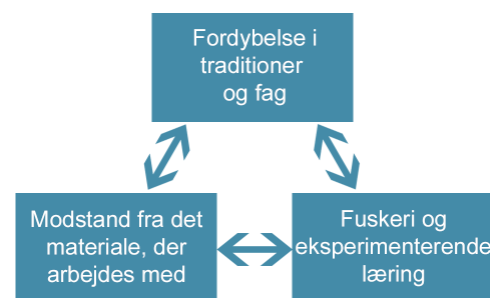 Fordybelse i
traditioner
og fag
Modstand fra det
materiale, der
arbejdes med
Fuskeri og
eksperimenterende
læring